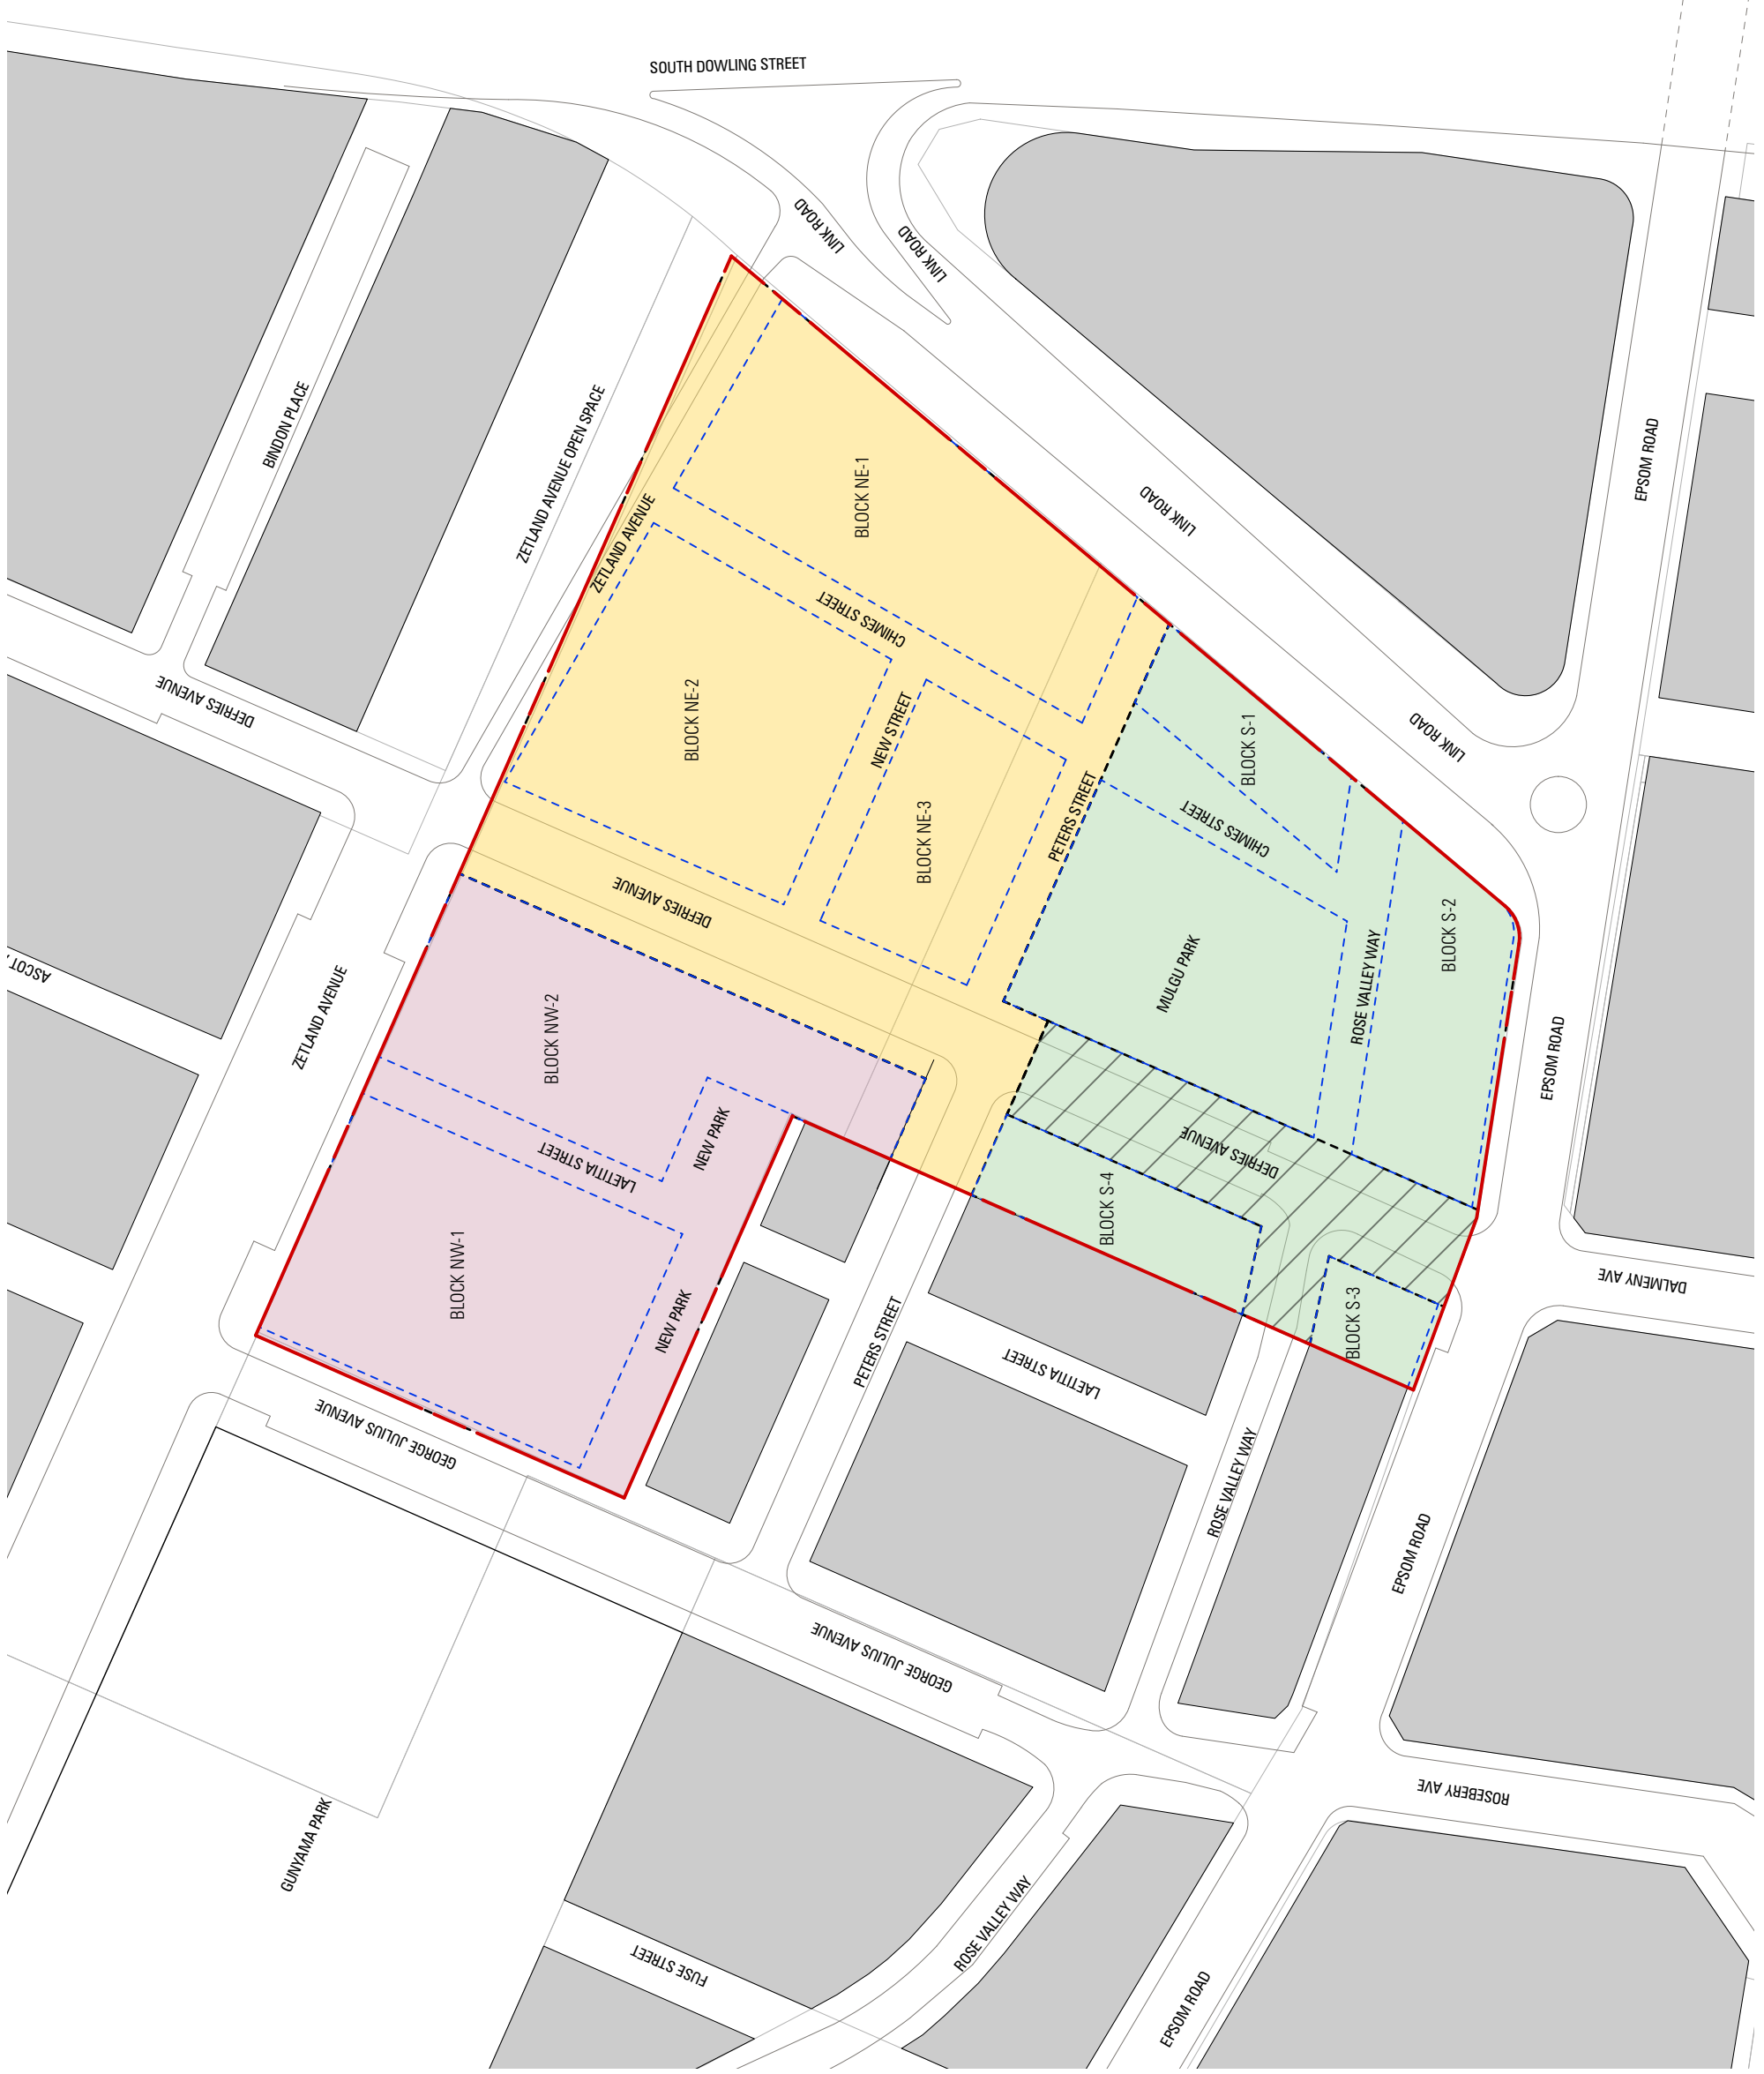 SOUTH DOWLING STREET
LINK ROAD
LINK ROAD
BINDON PLACE
ZETLAND AVENUE OPEN SPACE
EPSOM ROAD
BLOCK NE-1
LINK ROAD
ZETLAND AVENUE
CHIMES STREET
DEFRIES AVENUE
BLOCK NE-2
NEW STREET
BLOCK S-1
LINK ROAD
PETERS STREET
CHIMES STREET
BLOCK NE-3
DEFRIES AVENUE
BLOCK S-2
ASCOT
ZETLAND AVENUE
MULGU PARK
ROSE VALLEY WAY
BLOCK NW-2
EPSOM ROAD
NEW PARK
DEFRIES AVENUE
LAETITIA STREET
BLOCK S-4
BLOCK NW-1
DALMENY AVE
NEW PARK
BLOCK S-3
PETERS STREET
LAETITIA STREET
GEORGE JULIUS AVENUE
ROSE VALLEY WAY
EPSOM ROAD
GEORGE JULIUS AVENUE
ROSEBERY AVE
GUNYAMA PARK
ROSE VALLEY WAY
FUSE STREET
EPSOM ROAD